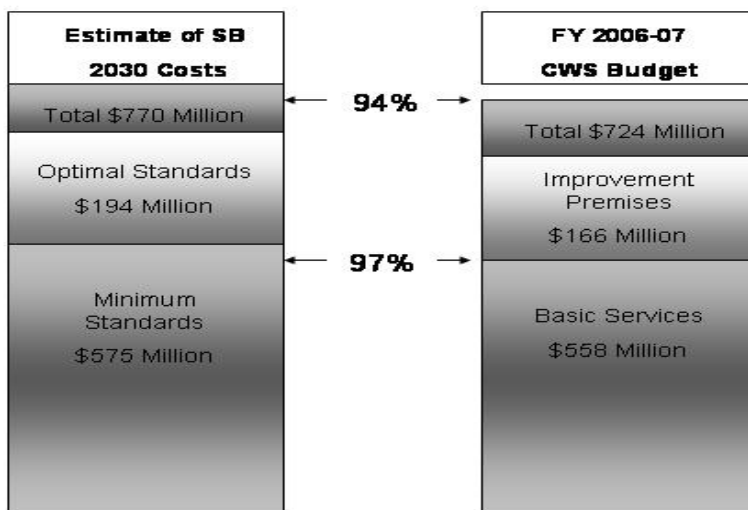 Estimate of SB
2030 Costs
Total $770 Million
Optimal Standards
$194 Million
Minimum
Standards
$575 Million
94%
97%
FY 2006-07
CWS Budget
Total $724 Million
Improvement
Premises
$166 Million
Basic Services
$558 Million